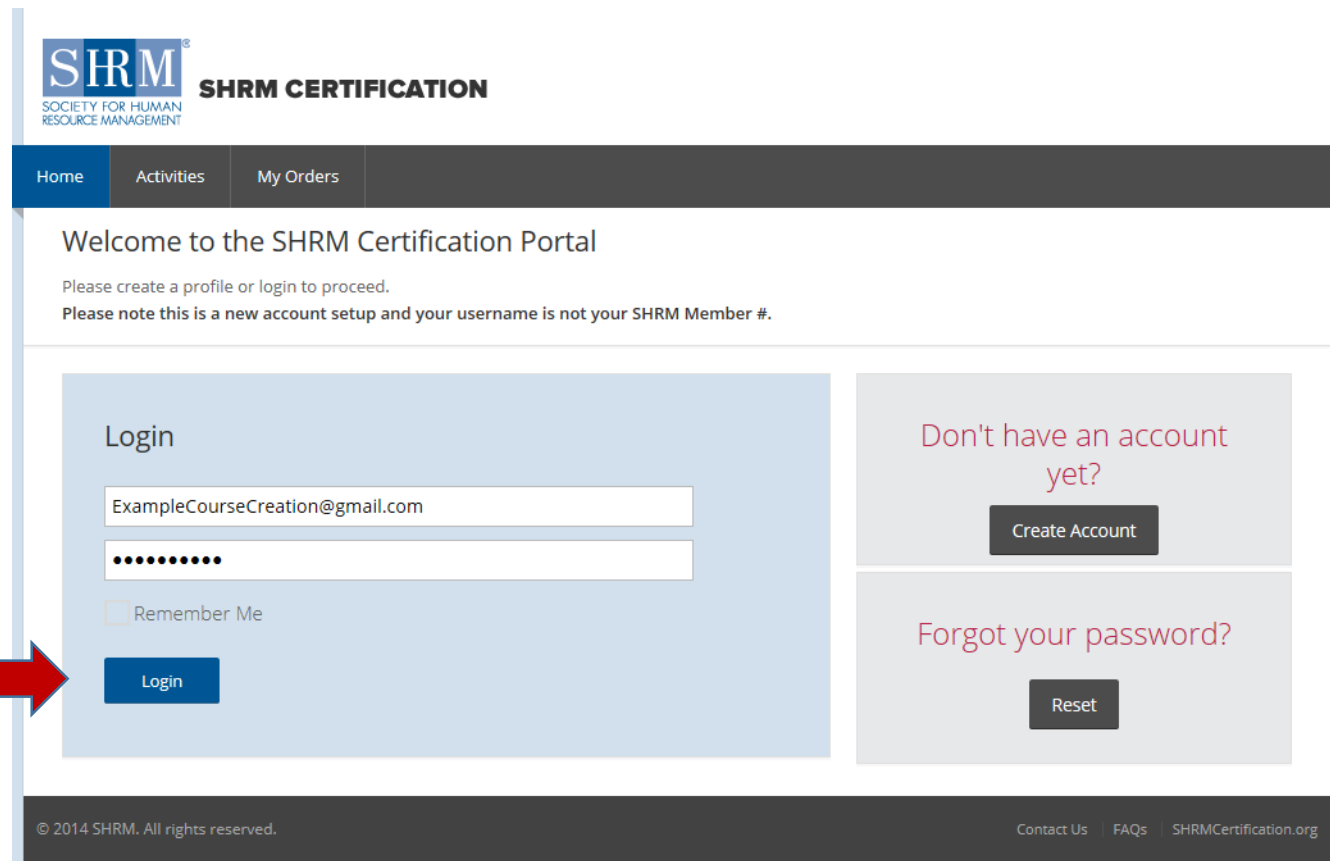 SHRM®
SOCIETY FOR HUMAN
RESOURCE MANAGEMENT
SHRM CERTIFICATION
Home Activities My Orders
Welcome to the SHRM Certification Portal
Please create a profile or login to proceed.
Please note this is a new account setup and your username is not your SHRM Member #.
Login
ExampleCourseCreation@gmail.com
••••••••••
Remember Me
Login
Don't have an account
yet?
Create Account
Forgot your password?
Reset
© 2014 SHRM. All rights reserved.
Contact Us FAQs SHRMCertification.org